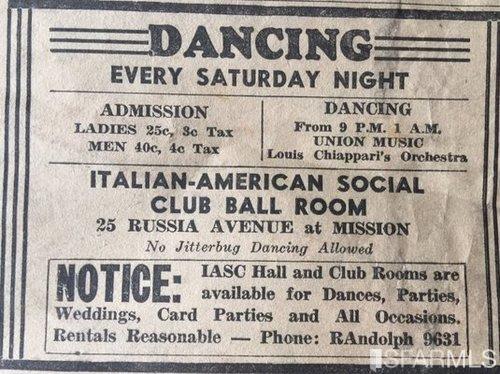 DANCING
EVERY SATURDAY NIGHT
ADMISSION
LADIES 25c, 3c Tax
MEN 40c, 4c Tax
DANCING
From 9 P.M. 1 A.M.
UNION MUSIC
Louis Chiappari's Orchestra
ITALIAN-AMERICAN SOCIAL
CLUB BALL ROOM
25 RUSSIA AVENUE at MISSION
No Jitterbug Dancing Allowed
NOTICE: IASC Hall and Club Rooms are
available for Dances, Parties,
Weddings, Card Parties and All Occasions.
Rentals Reasonable — Phone: RAndolph 9631
SFARMLS